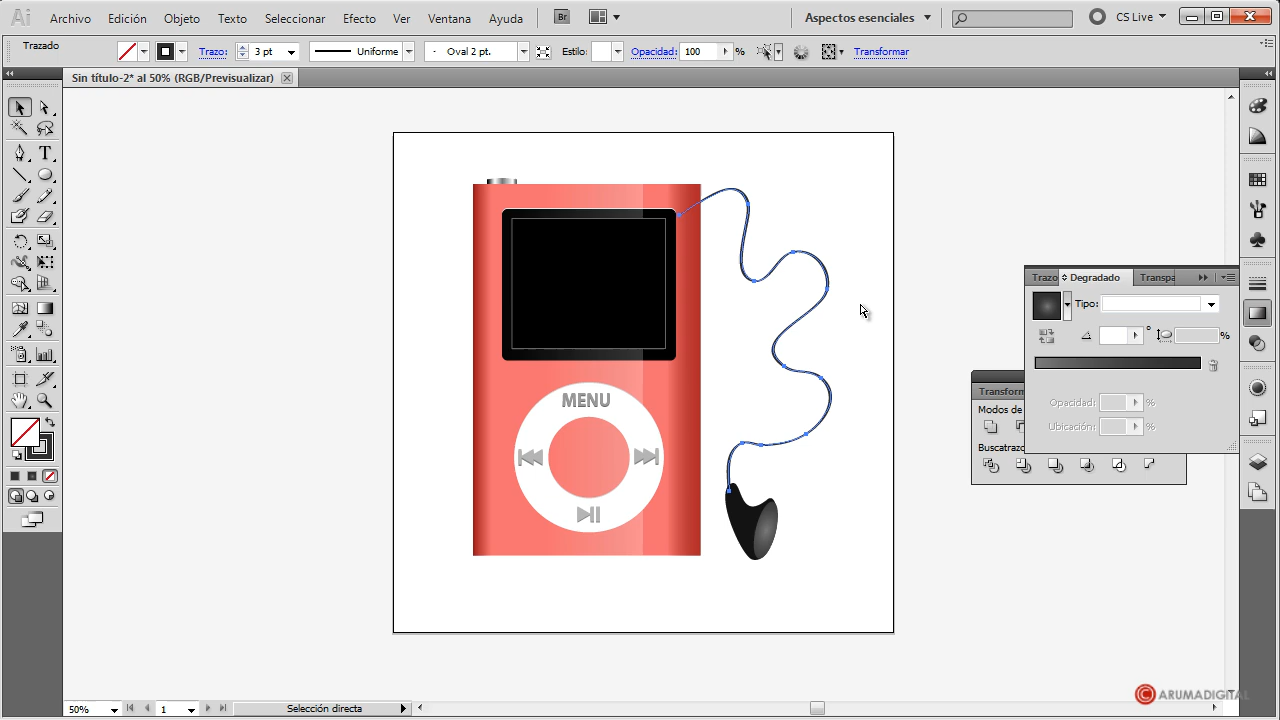 Ai Archivo Edición Objeto Texto Seleccionar Efecto Ver Ventana Ayuda Br Aspectos esenciales CS Live
Trazado Trazo: 3 pt Uniforme Oval 2 pt. Estilo: Opacidad: 100 % Transformar
Sin título-2* al 50% (RGB/Previsualizar)
Trazo Degradado Transpa
Tipo:
° %
Opacidad: %
Ubicación: %
Transform
Modos de
Buscatrazo
MENU
50% 1 Selección directa
C ARUMADIGITAL